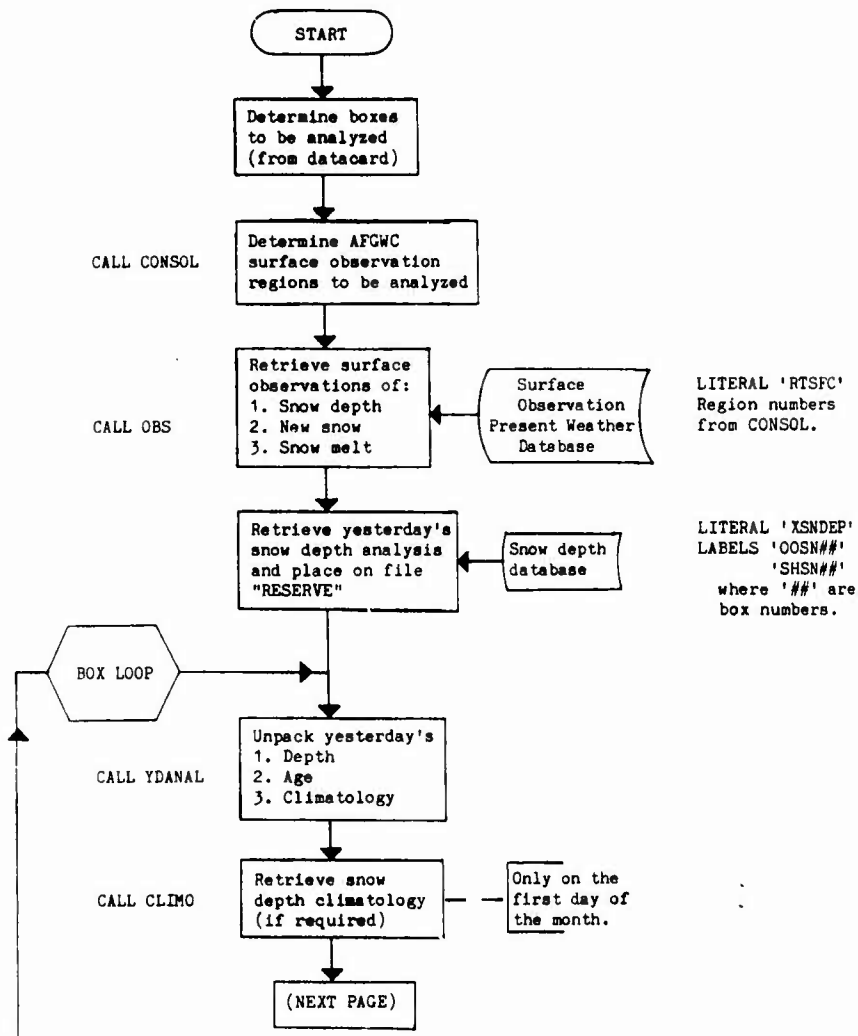 START
Determine boxes
to be analyzed
(from datacard)
CALL CONSOL
Determine AFGWC
surface observation
regions to be analyzed
CALL OBS
Retrieve surface
observations of:
1. Snow depth
2. New snow
3. Snow melt
Surface
Observation
Present Weather
Database
LITERAL 'RTSFC'
Region numbers
from CONSOL.
Retrieve yesterday's
snow depth analysis
and place on file
"RESERVE"
Snow depth
database
LITERAL 'XSNDEP'
LABELS 'OOSN##'
'SHSN##'
where '##' are
box numbers.
BOX LOOP
CALL YDANAL
Unpack yesterday's
1. Depth
2. Age
3. Climatology
CALL CLIMO
Retrieve snow
depth climatology
(if required)
Only on the
first day of
the month.
(NEXT PAGE)